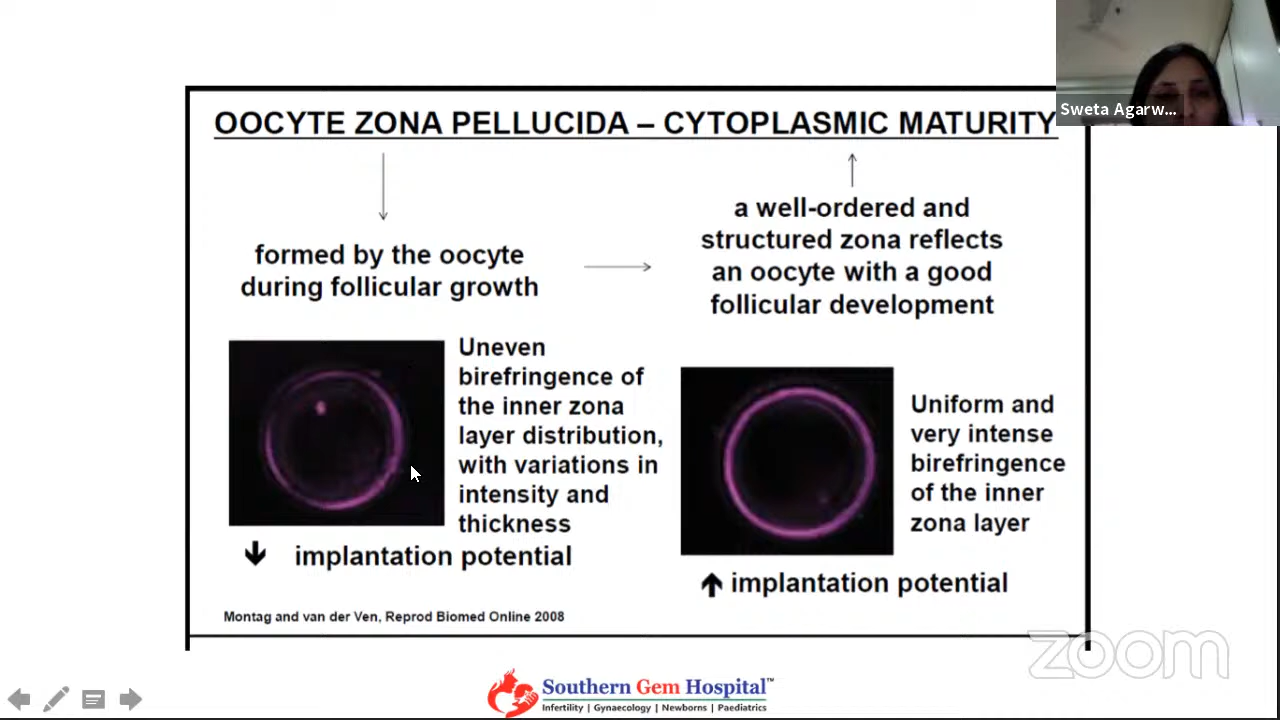 Sweta Agarw...
OOCYTE ZONA PELLUCIDA – CYTOPLASMIC MATURITY
formed by the oocyte
during follicular growth
a well-ordered and
structured zona reflects
an oocyte with a good
follicular development
Uneven
birefringence of
the inner zona
layer distribution,
with variations in
intensity and
thickness
implantation potential
Uniform and
very intense
birefringence
of the inner
zona layer
implantation potential
Montag and van der Ven, Reprod Biomed Online 2008
zoom
Southern Gem Hospital™
Infertility | Gynaecology | Newborns | Paediatrics